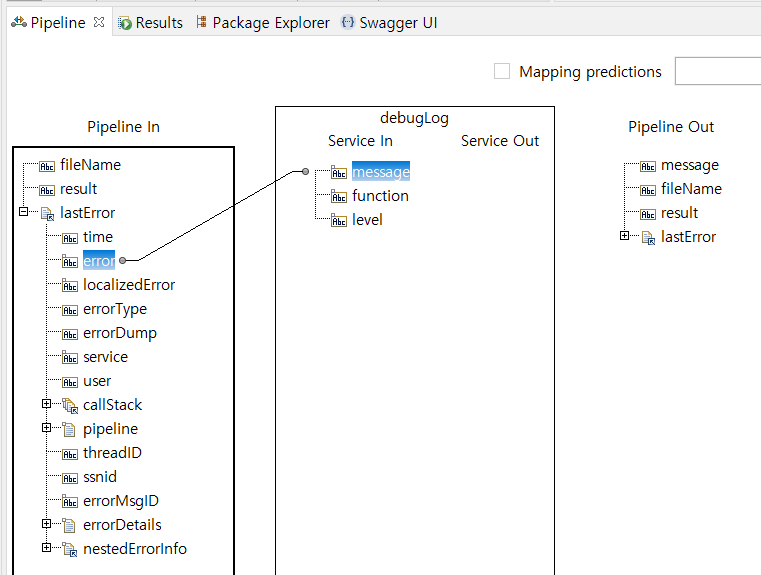 Pipeline Results Package Explorer Swagger UI
Mapping predictions
Pipeline In
fileName
result
lastError
time
error
localizedError
errorType
errorDump
service
user
callStack
pipeline
threadID
ssnid
errorMsgID
errorDetails
nestedErrorInfo
debugLog
Service In Service Out
message
function
level
Pipeline Out
message
fileName
result
lastError